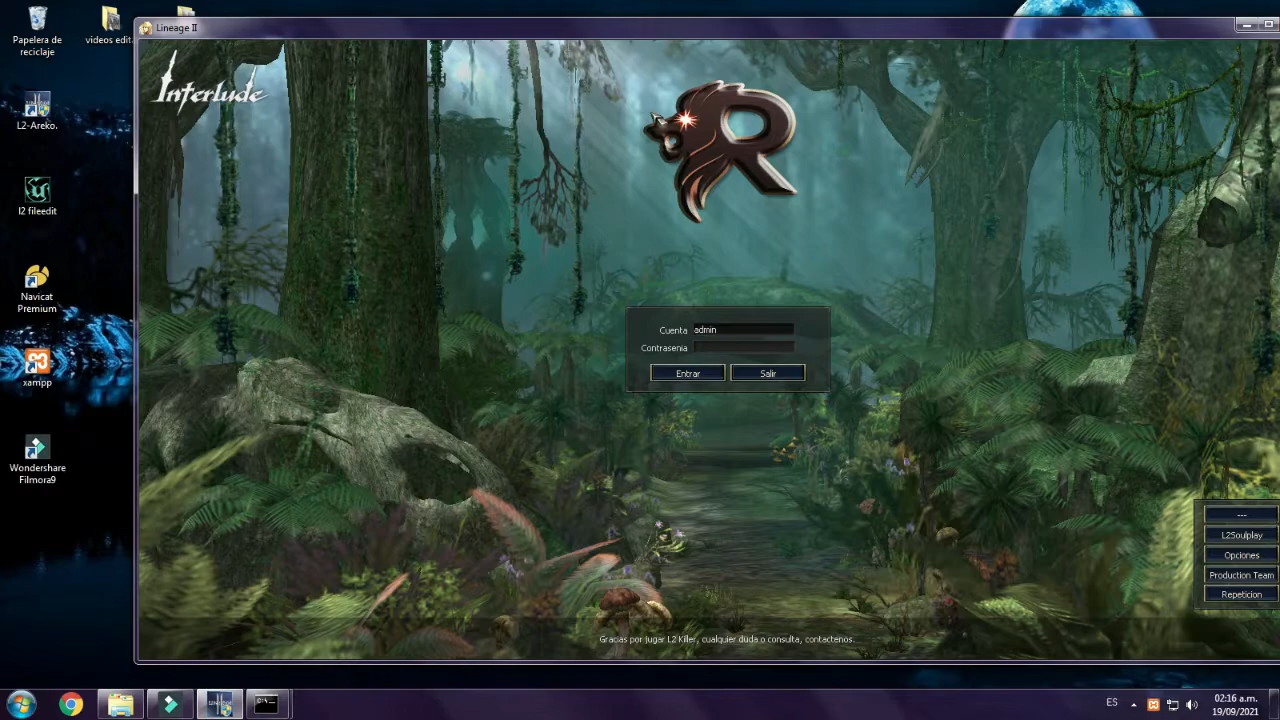 Papelera de
reciclaje
videos edit.
L2-Areko.
l2 fileedit
Navicat
Premium
xampp
Wondershare
Filmora9
Lineage II
Interlude
R
Cuenta admin
Contrasenia
Entrar Salir
---
L2Soulplay
Opciones
Production Team
Repeticion
Gracias por jugar L2 Killer, cualquier duda o consulta, contactenos.
ES
02:16 a.m.
19/09/2021